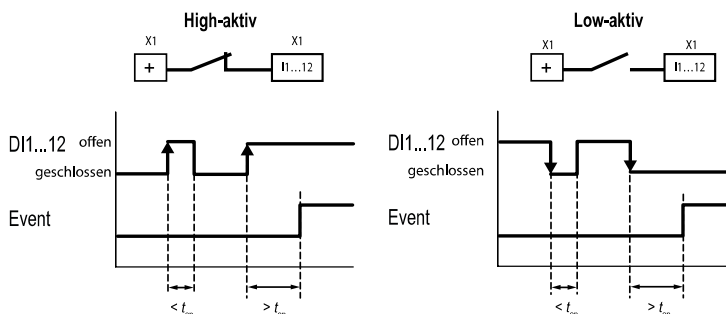 High-aktiv
X1
X1
+
I1...12
DI1...12
offen
geschlossen
Event
< t
> t
Low-aktiv
X1
X1
+
I1...12
DI1...12
offen
geschlossen
Event
< t
> t